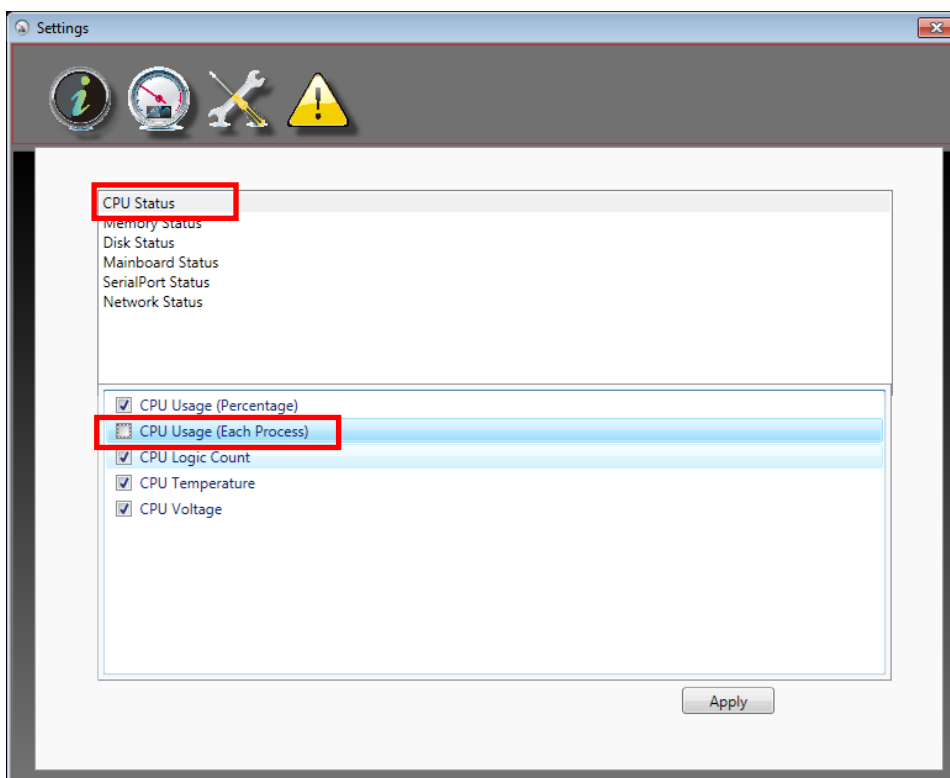 Settings
CPU Status
Memory Status
Disk Status
Mainboard Status
SerialPort Status
Network Status
CPU Usage (Percentage)
CPU Usage (Each Process)
CPU Logic Count
CPU Temperature
CPU Voltage
Apply